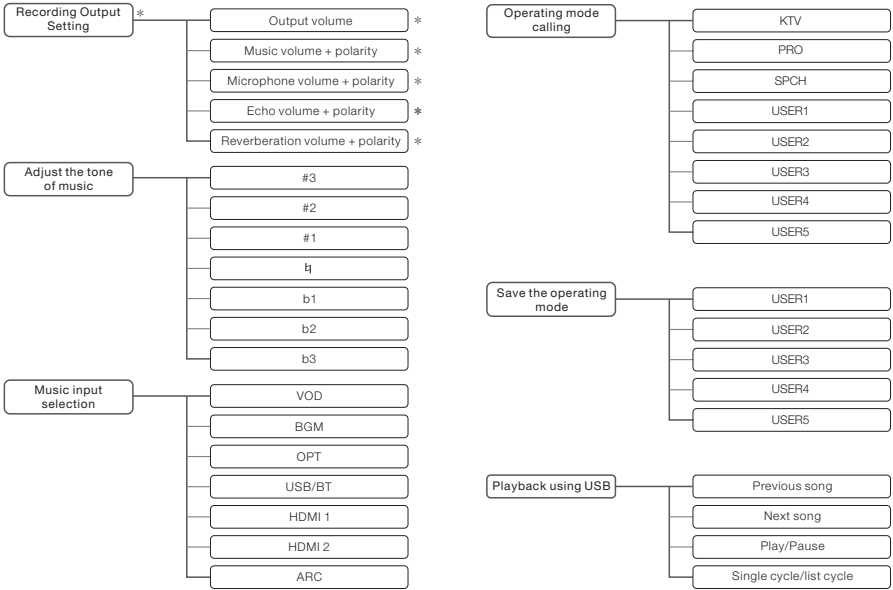 Recording Output
Setting
*
Output volume *
Music volume + polarity *
Microphone volume + polarity *
Echo volume + polarity *
Reverberation volume + polarity *
Adjust the tone
of music
#3
#2
#1
♮
b1
b2
b3
Music input
selection
VOD
BGM
OPT
USB/BT
HDMI 1
HDMI 2
ARC
Operating mode
calling
KTV
PRO
SPCH
USER1
USER2
USER3
USER4
USER5
Save the operating
mode
USER1
USER2
USER3
USER4
USER5
Playback using USB
Previous song
Next song
Play/Pause
Single cycle/list cycle